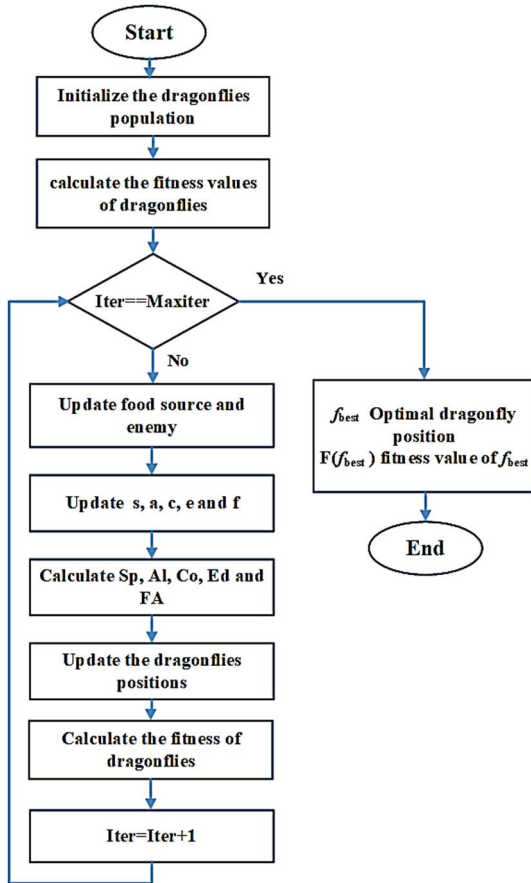 Start
Initialize the dragonflies
population
calculate the fitness values
of dragonflies
Iter==Maxiter
Yes
No
Update food source and
enemy
Update s, a, c, e and f
Calculate Sp, Al, Co, Ed and
FA
Update the dragonflies
positions
Calculate the fitness of
dragonflies
Iter=Iter+1
fbest Optimal dragonfly
position
F(fbest ) fitness value of fbest
End